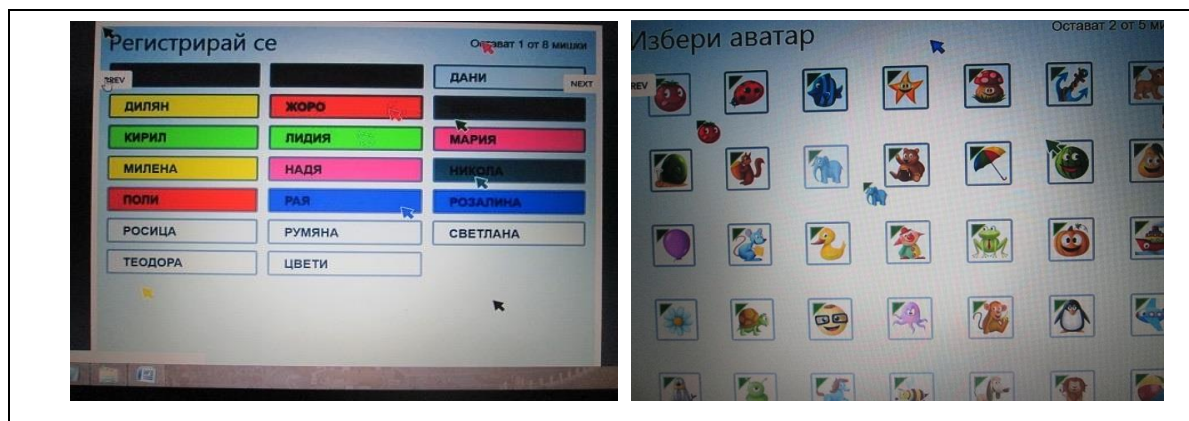 Регистрирай се
Остават 1 от 8 мишки
PREV
ДАНИ
NEXT
ДИЛЯН ЖОРО
КИРИЛ ЛИДИЯ МАРИЯ
МИЛЕНА НАДЯ НИКОЛА
ПОЛИ РАЯ РОЗАЛИНА
РОСИЦА РУМЯНА СВЕТЛАНА
ТЕОДОРА ЦВЕТИ
Избери аватар
Остават 2 от 5 ми
REV